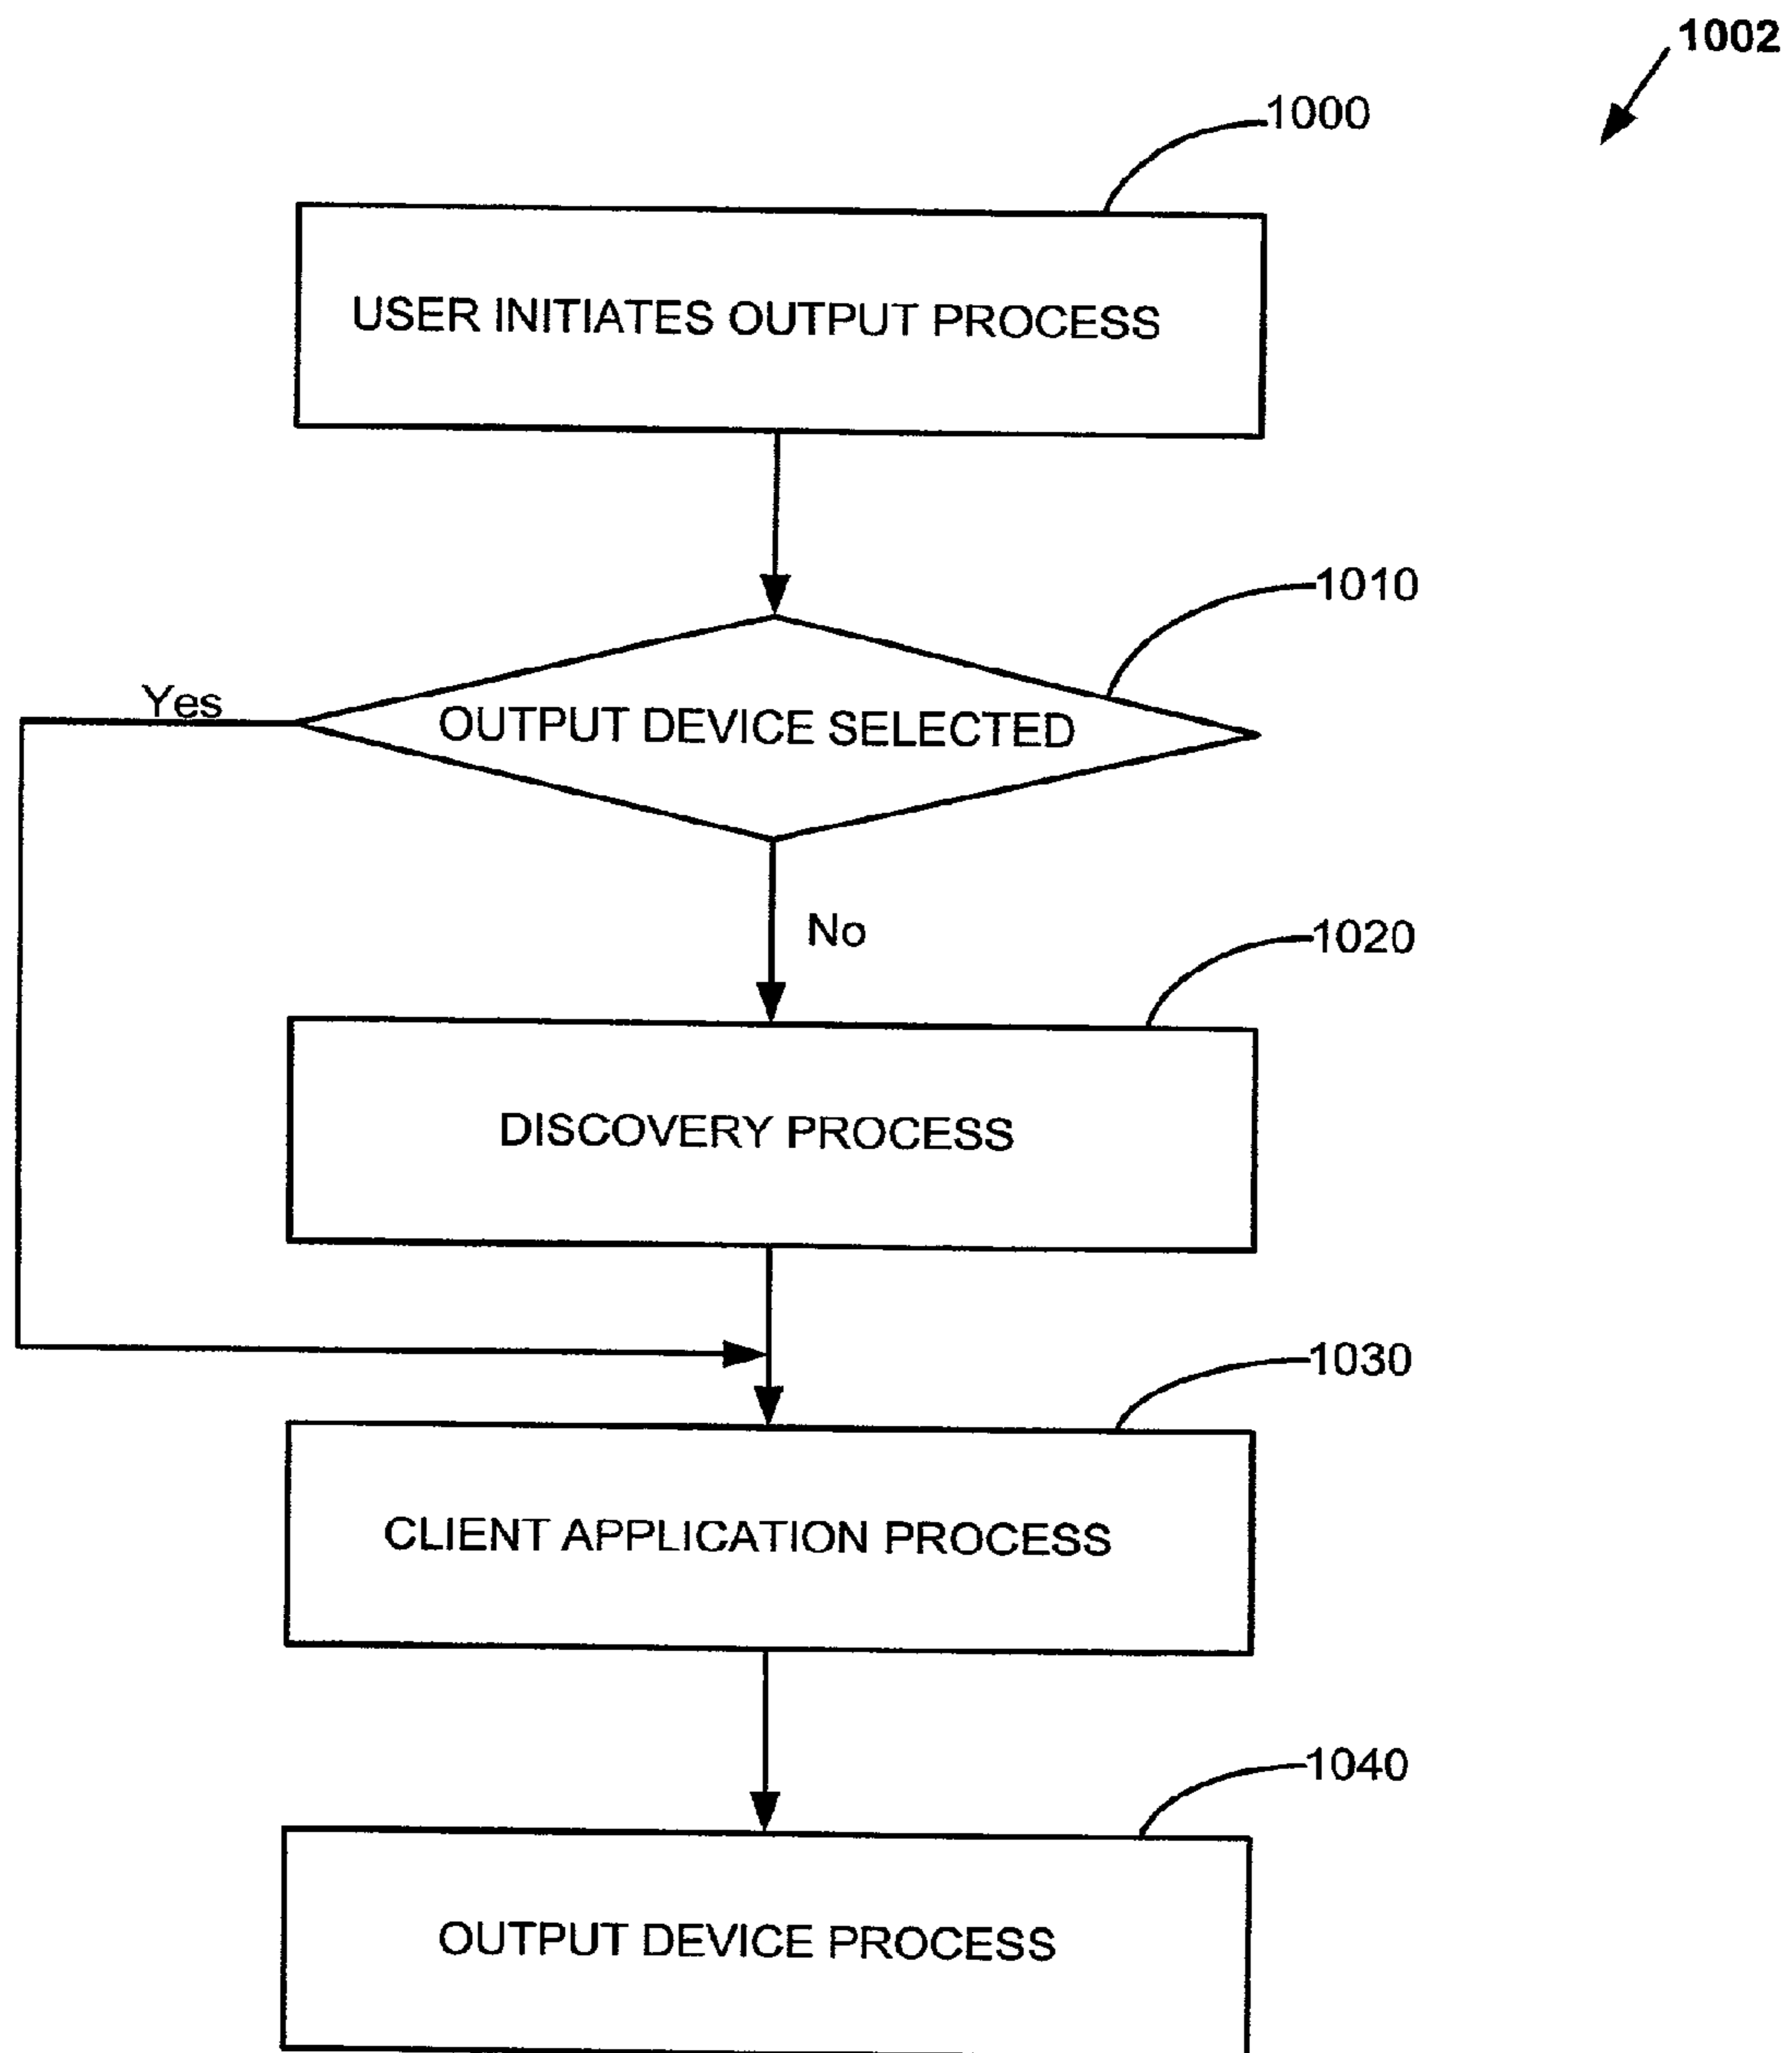 1002
1000
USER INITIATES OUTPUT PROCESS
1010
Yes
OUTPUT DEVICE SELECTED
No
1020
DISCOVERY PROCESS
1030
CLIENT APPLICATION PROCESS
1040
OUTPUT DEVICE PROCESS